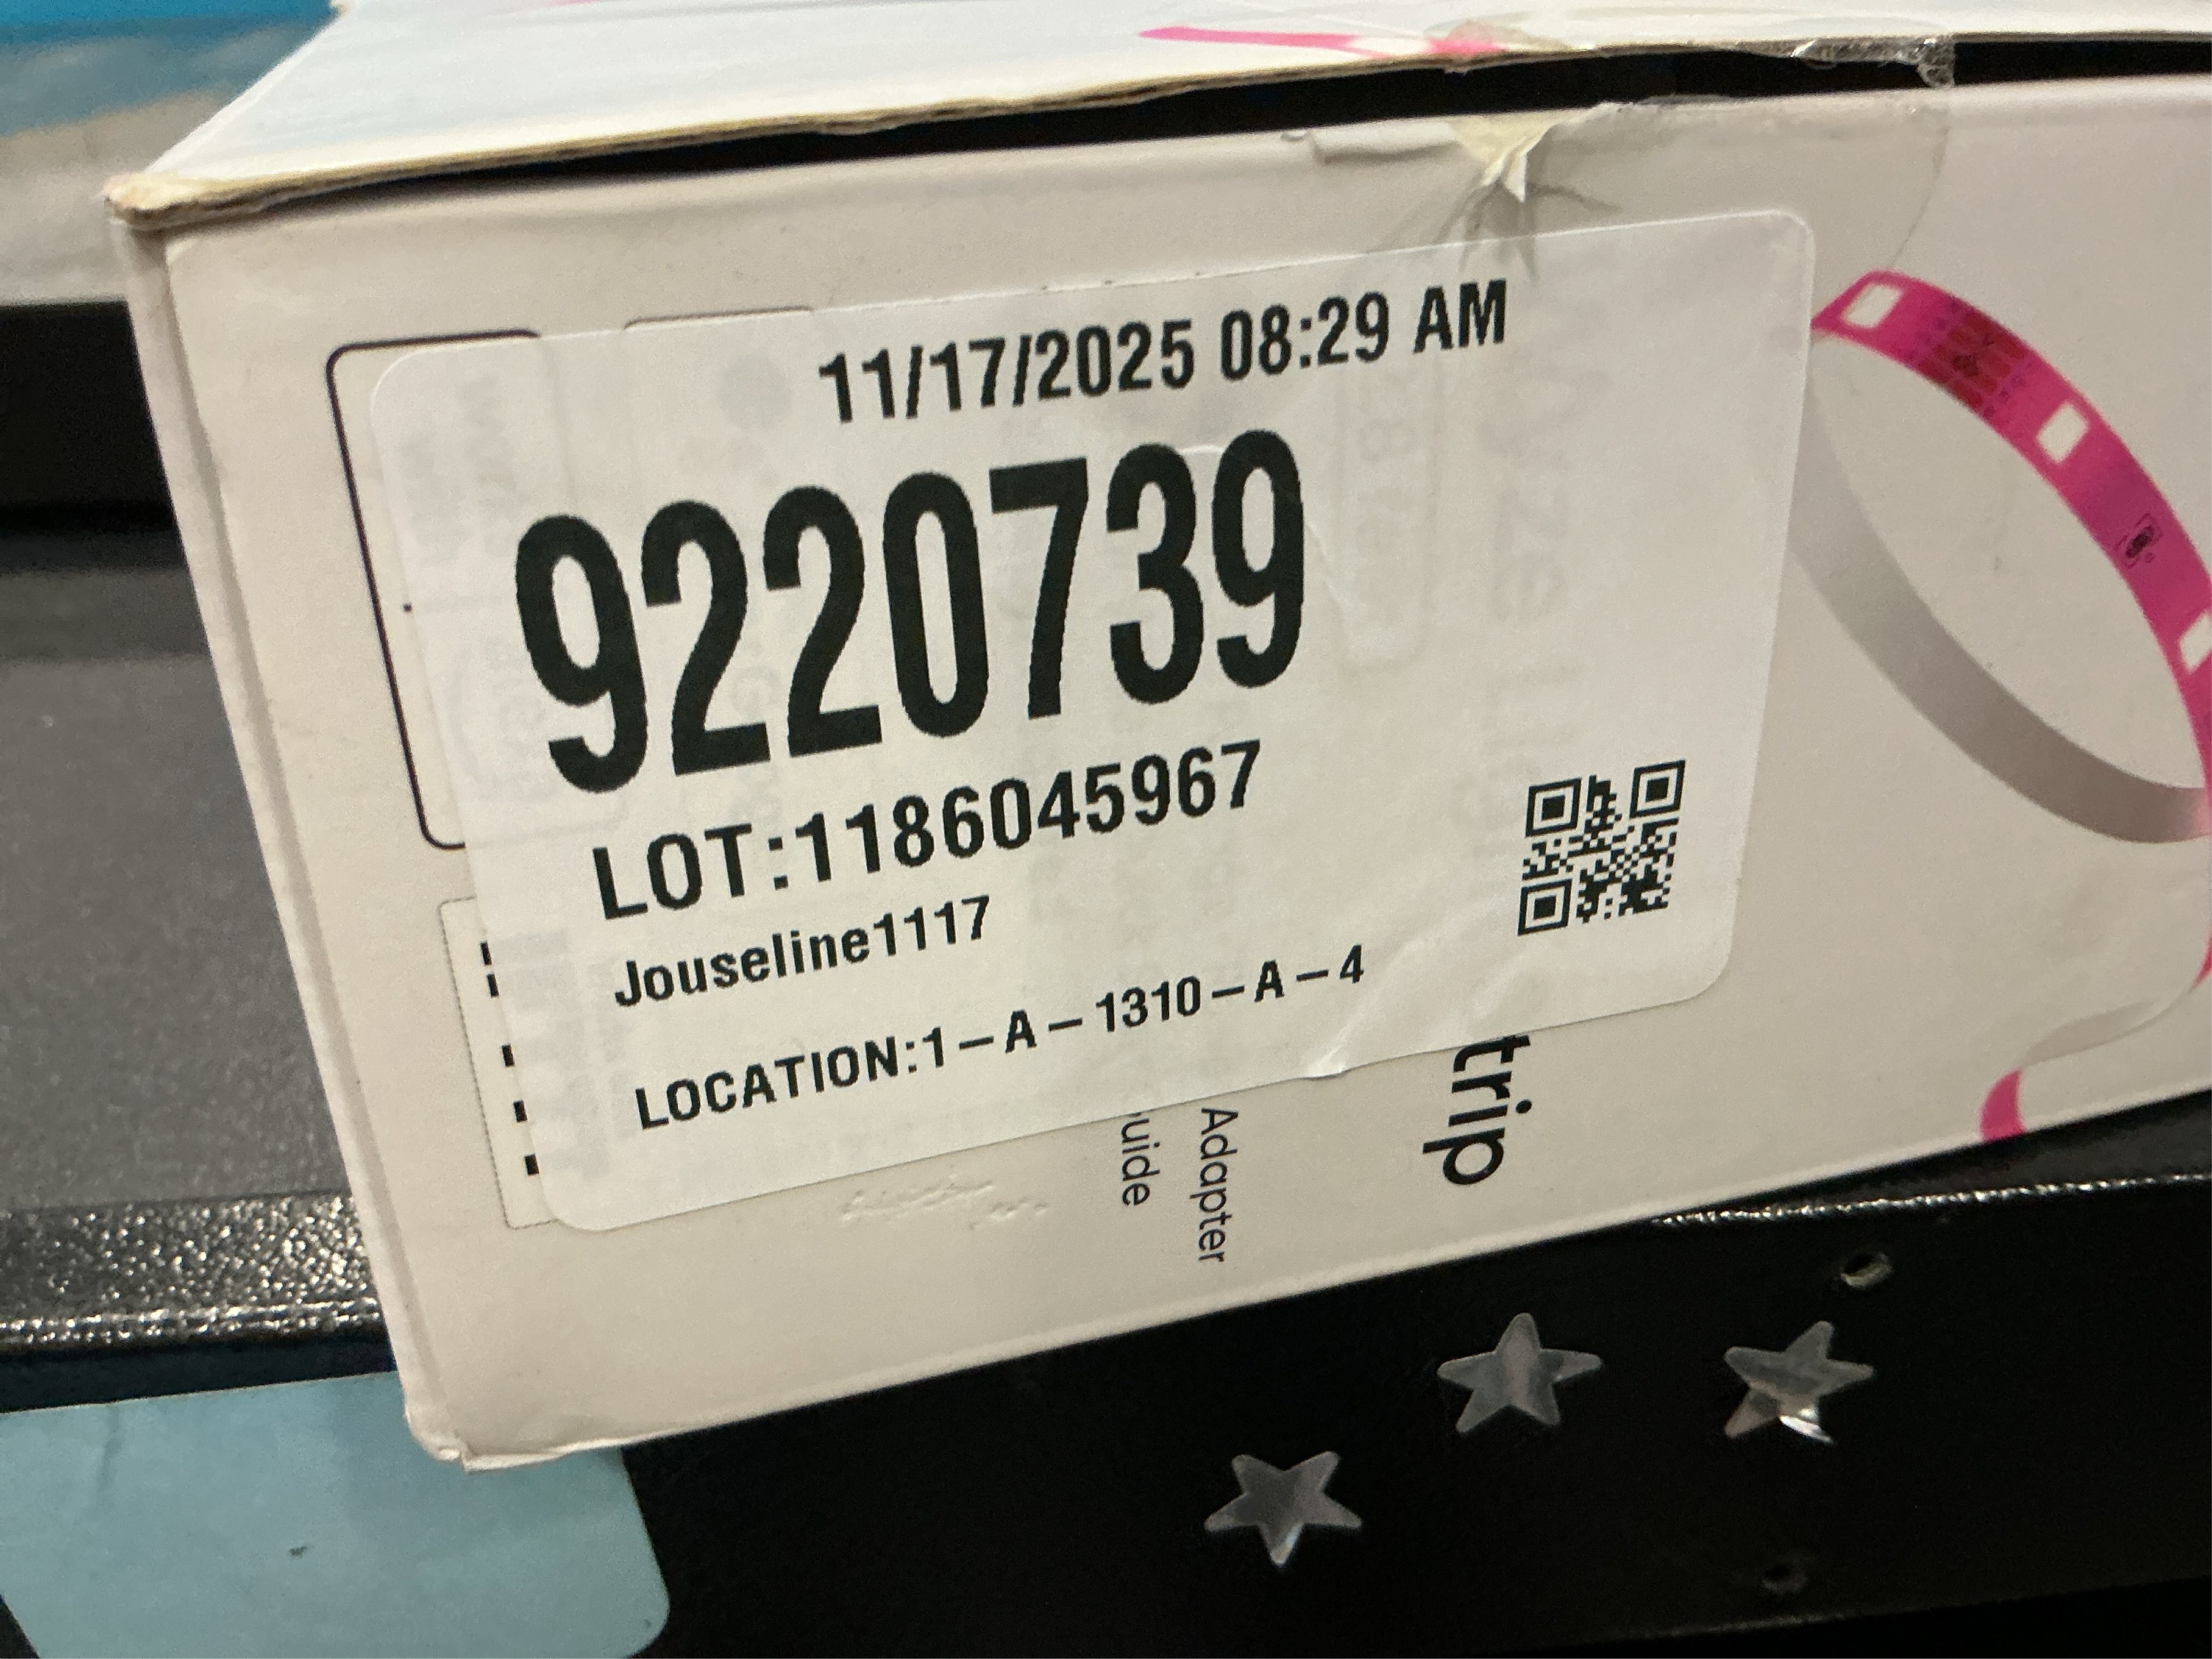 11/17/2025 08:29 AM
9220739
LOT:1186045967
Jouseline1117
LOCATION:1-A-1310-A-4
trip
Adapter
uide